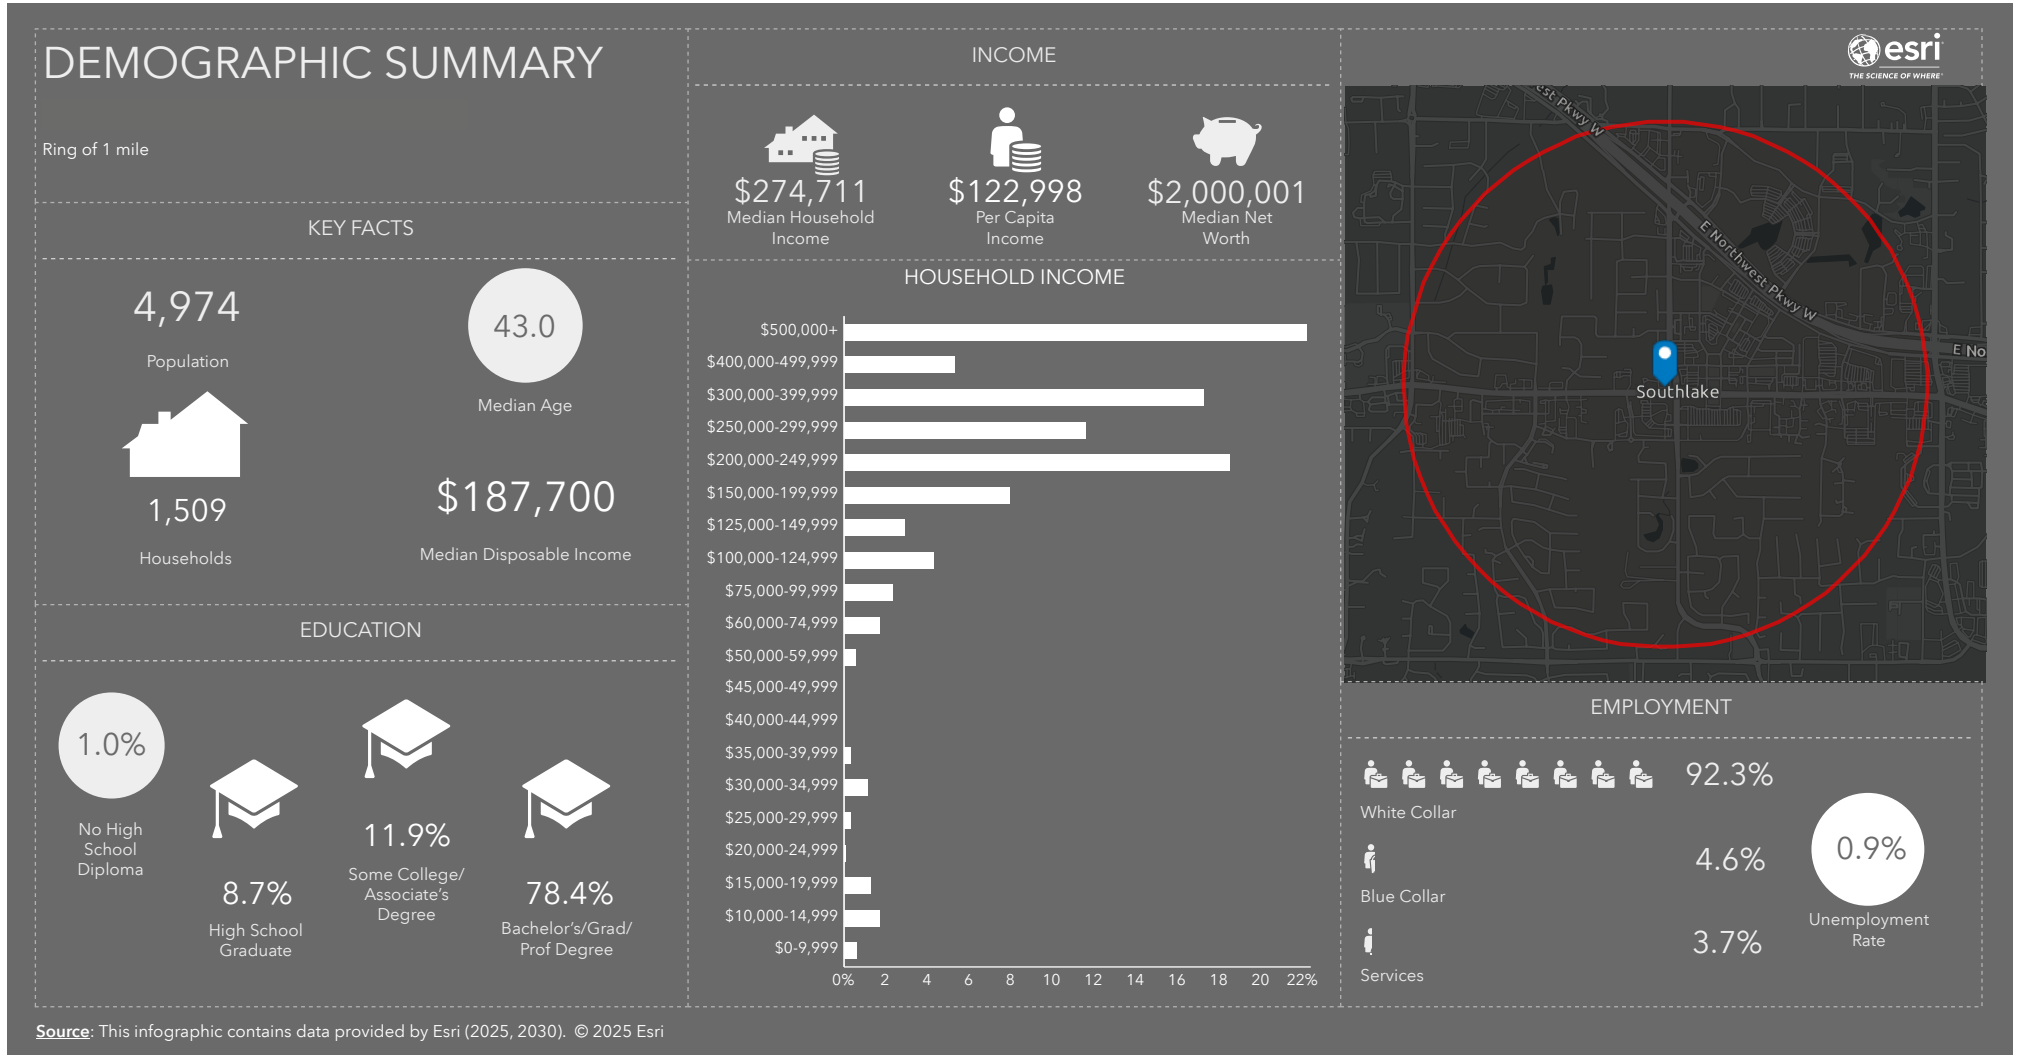 DEMOGRAPHIC SUMMARY
Ring of 1 mile
KEY FACTS
4,974
Population
43.0
Median Age
1,509
Households
$187,700
Median Disposable Income
EDUCATION
1.0%
No High
School
Diploma
8.7%
High School
Graduate
11.9%
Some College/
Associate's
Degree
78.4%
Bachelor's/Grad/
Prof Degree
INCOME
$274,711
Median Household
Income
$122,998
Per Capita
Income
$2,000,001
Median Net
Worth
HOUSEHOLD INCOME
$500,000+
$400,000-499,999
$300,000-399,999
$250,000-299,999
$200,000-249,999
$150,000-199,999
$125,000-149,999
$100,000-124,999
$75,000-99,999
$60,000-74,999
$50,000-59,999
$45,000-49,999
$40,000-44,999
$35,000-39,999
$30,000-34,999
$25,000-29,999
$20,000-24,999
$15,000-19,999
$10,000-14,999
$0-9,999
0% 2 4 6 8 10 12 14 16 18 20 22%
esri
THE SCIENCE OF WHERE
est Pkwy W
E Northwest Pkwy W
E No
Southlake
EMPLOYMENT
92.3%
White Collar
4.6%
Blue Collar
3.7%
Services
0.9%
Unemployment
Rate
Source: This infographic contains data provided by Esri (2025, 2030). © 2025 Esri